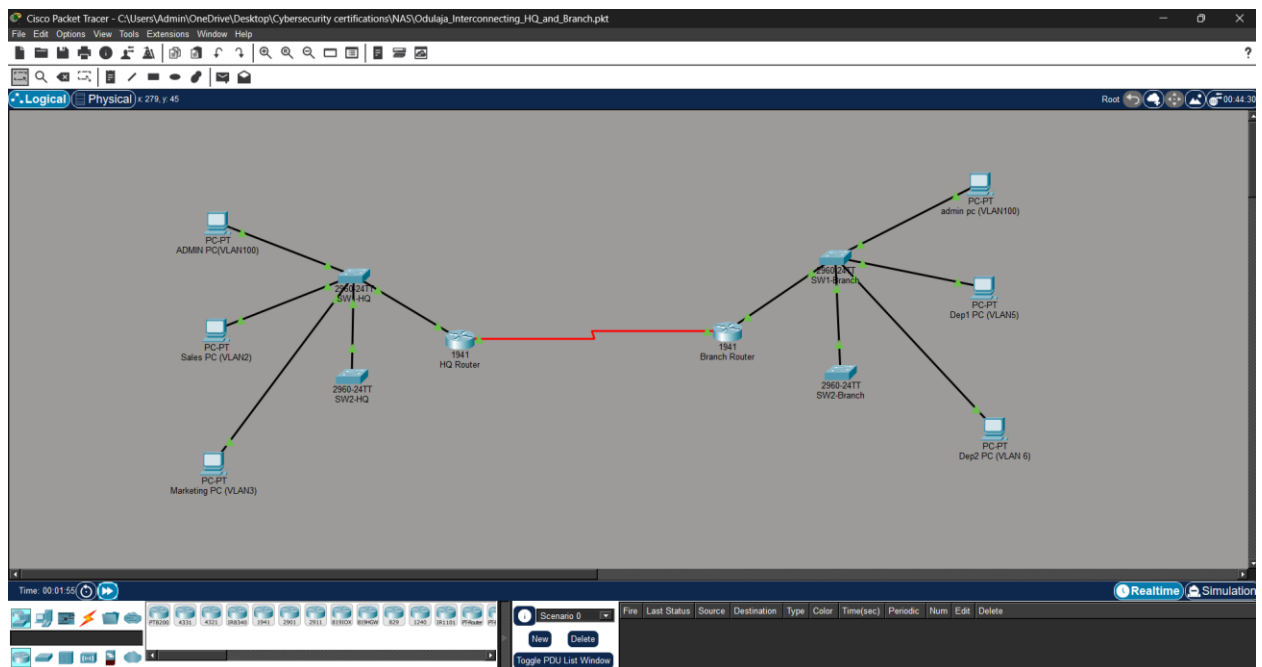 Cisco Packet Tracer - C:\Users\Admin\OneDrive\Desktop\Cybersecurity certifications\NAS\Odulaja_Interconnecting_HQ_and_Branch.pkt
File Edit Options View Tools Extensions Window Help
?
Logical Physical x: 279, y: 45
Root 00:44:30
PC-PT
ADMIN PC(VLAN100)
2960-24TT
SW1-HQ
PC-PT
Sales PC (VLAN2)
2960-24TT
SW2-HQ
PC-PT
Marketing PC (VLAN3)
1941
HQ Router
1941
Branch Router
PC-PT
admin pc (VLAN100)
2960-24TT
SW1-Branch
PC-PT
Dep1 PC (VLAN5)
2960-24TT
SW2-Branch
PC-PT
Dep2 PC (VLAN 6)
Time: 00:01:55
Realtime Simulation
PT8200 4331 4321 IR8340 1941 2901 2911 819IOX 819HGW 829 1240 IR1101 PT-Router
Scenario 0
New Delete
Toggle PDU List Window
Fire Last Status Source Destination Type Color Time(sec) Periodic Num Edit Delete